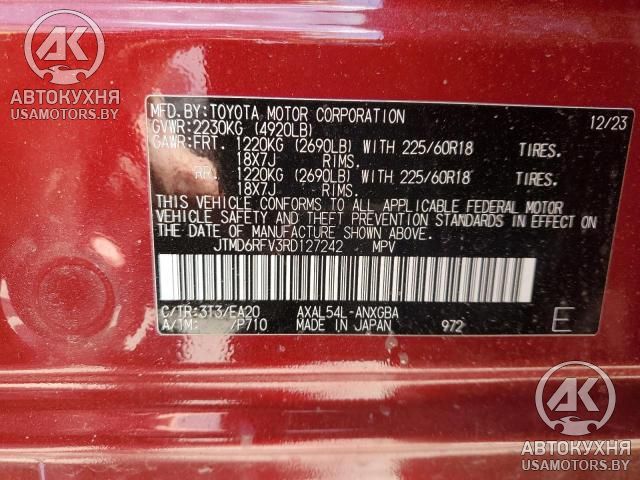 AK
АВТОКУХНЯ
USAMOTORS.BY
MFD.BY:TOYOTA MOTOR CORPORATION 12/23
GVWR:2230KG (4920LB)
GAWR:FRT. 1220KG (2690LB) WITH 225/60R18 TIRES.
18X7J RIMS.
RR. 1220KG (2690LB) WITH 225/60R18 TIRES.
18X7J RIMS.
THIS VEHICLE CONFORMS TO ALL APPLICABLE FEDERAL MOTOR
VEHICLE SAFETY AND THEFT PREVENTION STANDARDS IN EFFECT ON
THE DATE OF MANUFACTURE SHOWN ABOVE.
JTMD6RFV3RD127242 MPV
C/TR:3T3/EA20 AXAL54L-ANXGBA
A/TM: /P710 MADE IN JAPAN 972 E
AK
АВТОКУХНЯ
USAMOTORS.BY